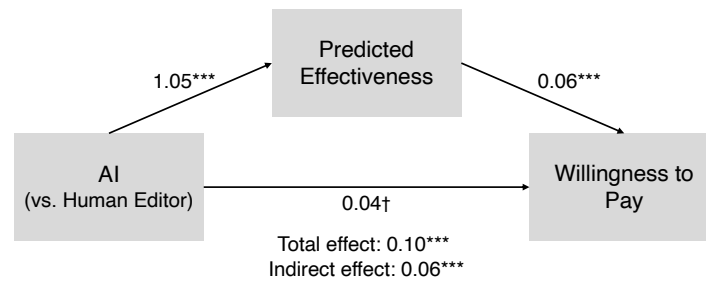 Predicted
Effectiveness
1.05***
0.06***
AI
(vs. Human Editor)
Willingness to
Pay
0.04†
Total effect: 0.10***
Indirect effect: 0.06***